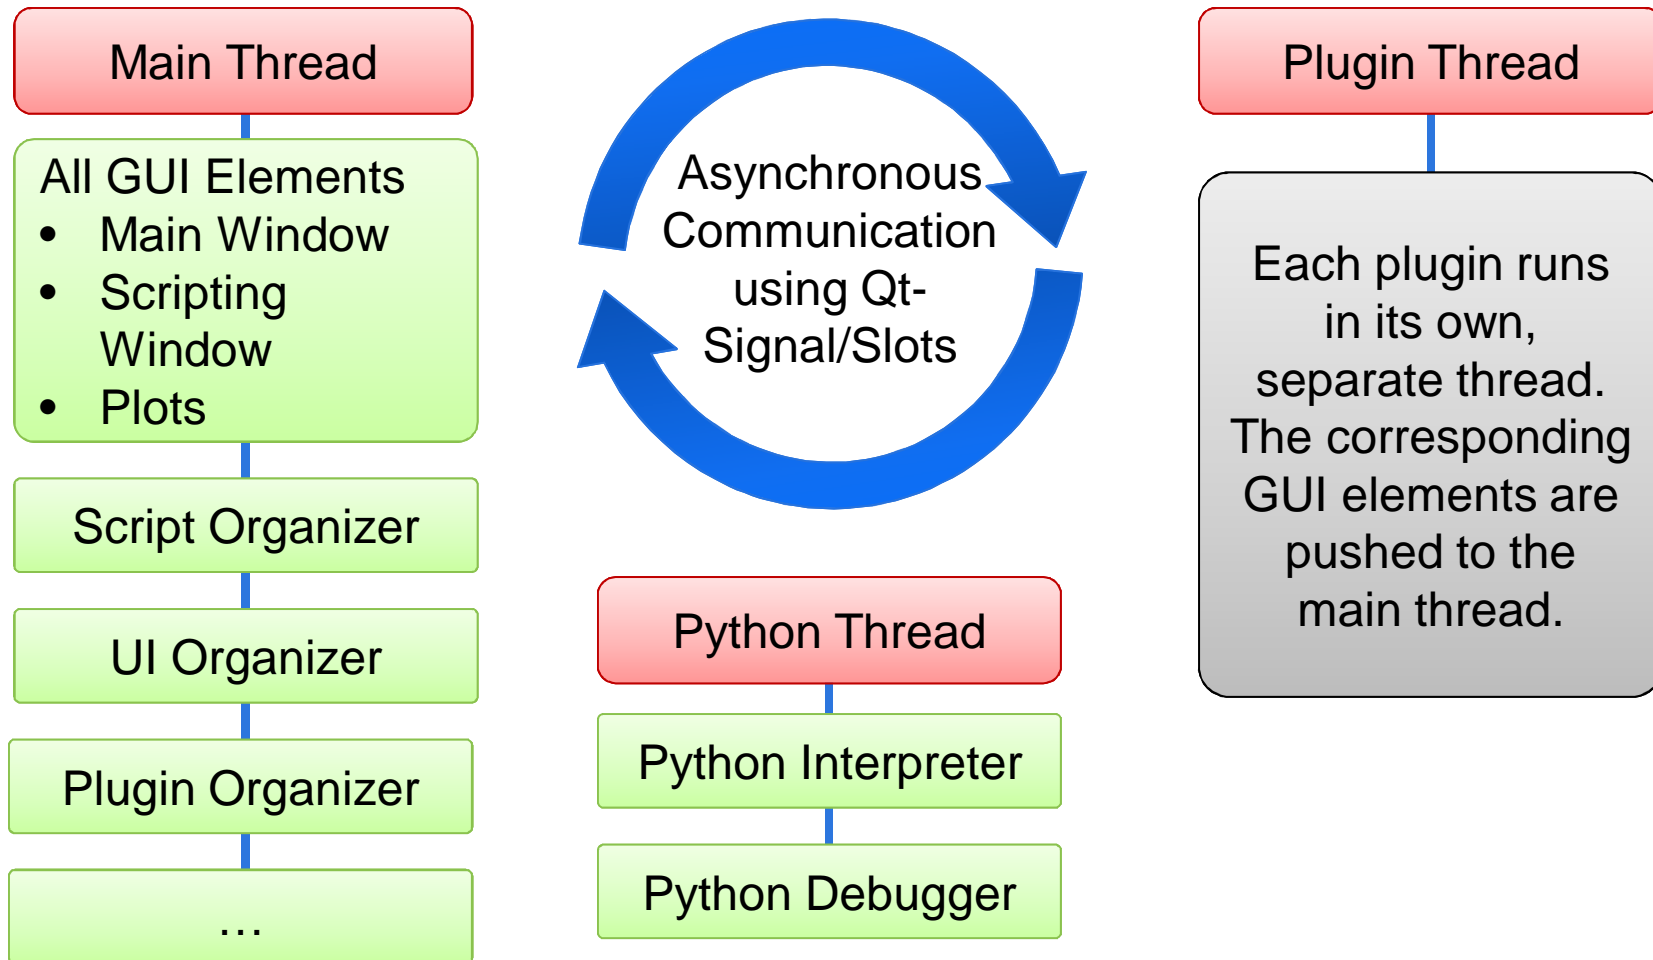 Main Thread
All GUI Elements
• Main Window
• Scripting
Window
• Plots
Script Organizer
UI Organizer
Plugin Organizer
…
Asynchronous
Communication
using Qt-
Signal/Slots
Python Thread
Python Interpreter
Python Debugger
Plugin Thread
Each plugin runs
in its own,
separate thread.
The corresponding
GUI elements are
pushed to the
main thread.